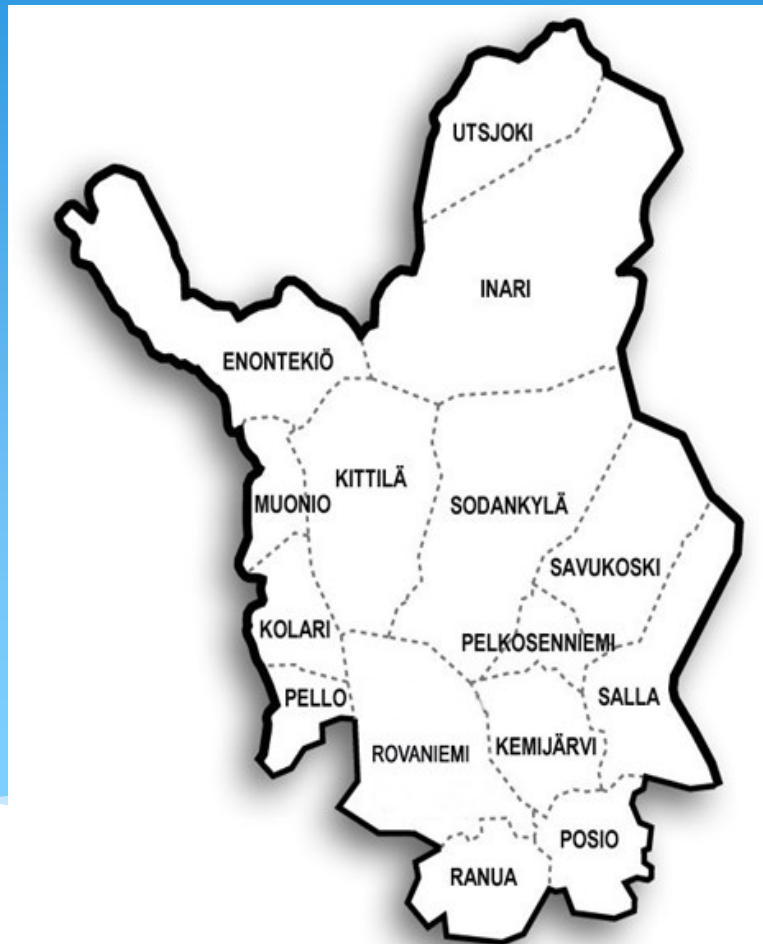 UTSJOKI
INARI
ENONTEKIÖ
KITTILÄ
MUONIO
SODANKYLÄ
SAVUKOSKI
KOLARI
PELKOSENNIEMI
PELLO
SALLA
ROVANIEMI
KEMIJÄRVI
POSIO
RANUA